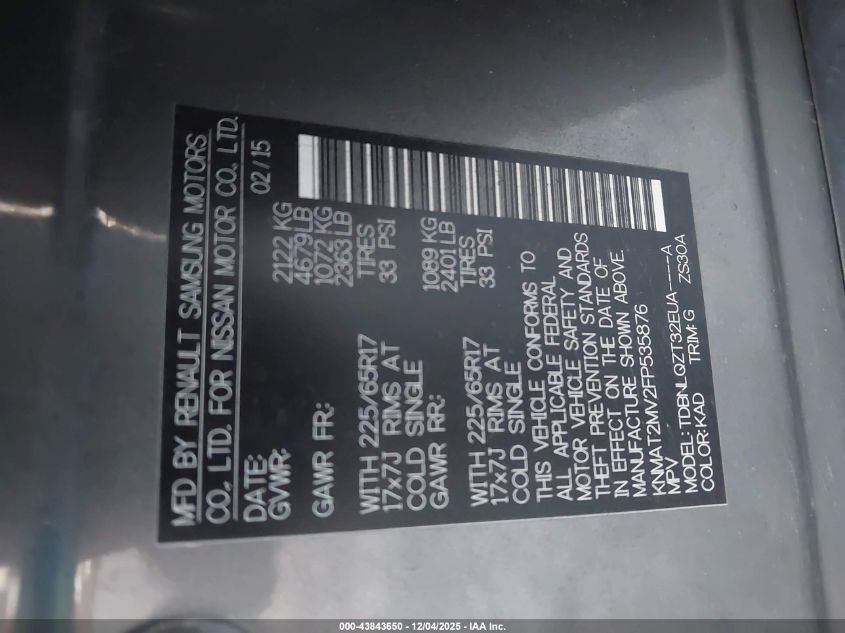 MFD BY RENAULT SAMSUNG MOTORS
CO., LTD. FOR NISSAN MOTOR CO., LTD.
DATE: 02/15
GVWR: 2122 KG
4679 LB
GAWR FR: 1072 KG
2363 LB
WITH 225/65R17 TIRES
17x7J RIMS AT 33 PSI
COLD SINGLE
GAWR RR: 1089 KG
2401 LB
WITH 225/65R17 TIRES
17x7J RIMS AT 33 PSI
COLD SINGLE
THIS VEHICLE CONFORMS TO
ALL APPLICABLE FEDERAL
MOTOR VEHICLE SAFETY AND
THEFT PREVENTION STANDARDS
IN EFFECT ON THE DATE OF
MANUFACTURE SHOWN ABOVE.
KNMAT2MV2FP535876
MPV
MODEL: TDBNLQZT32EUA----A
COLOR: KAD TRIM: G ZS30A
000-43843650 - 12/04/2025 - IAA Inc.